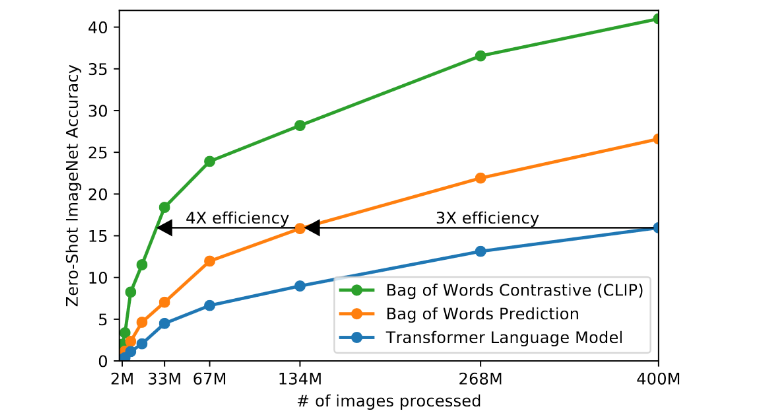 Zero-Shot ImageNet Accuracy
40
35
30
25
20
15
10
5
0
4X efficiency
3X efficiency
Bag of Words Contrastive (CLIP)
Bag of Words Prediction
Transformer Language Model
2M 33M 67M 134M 268M 400M
# of images processed